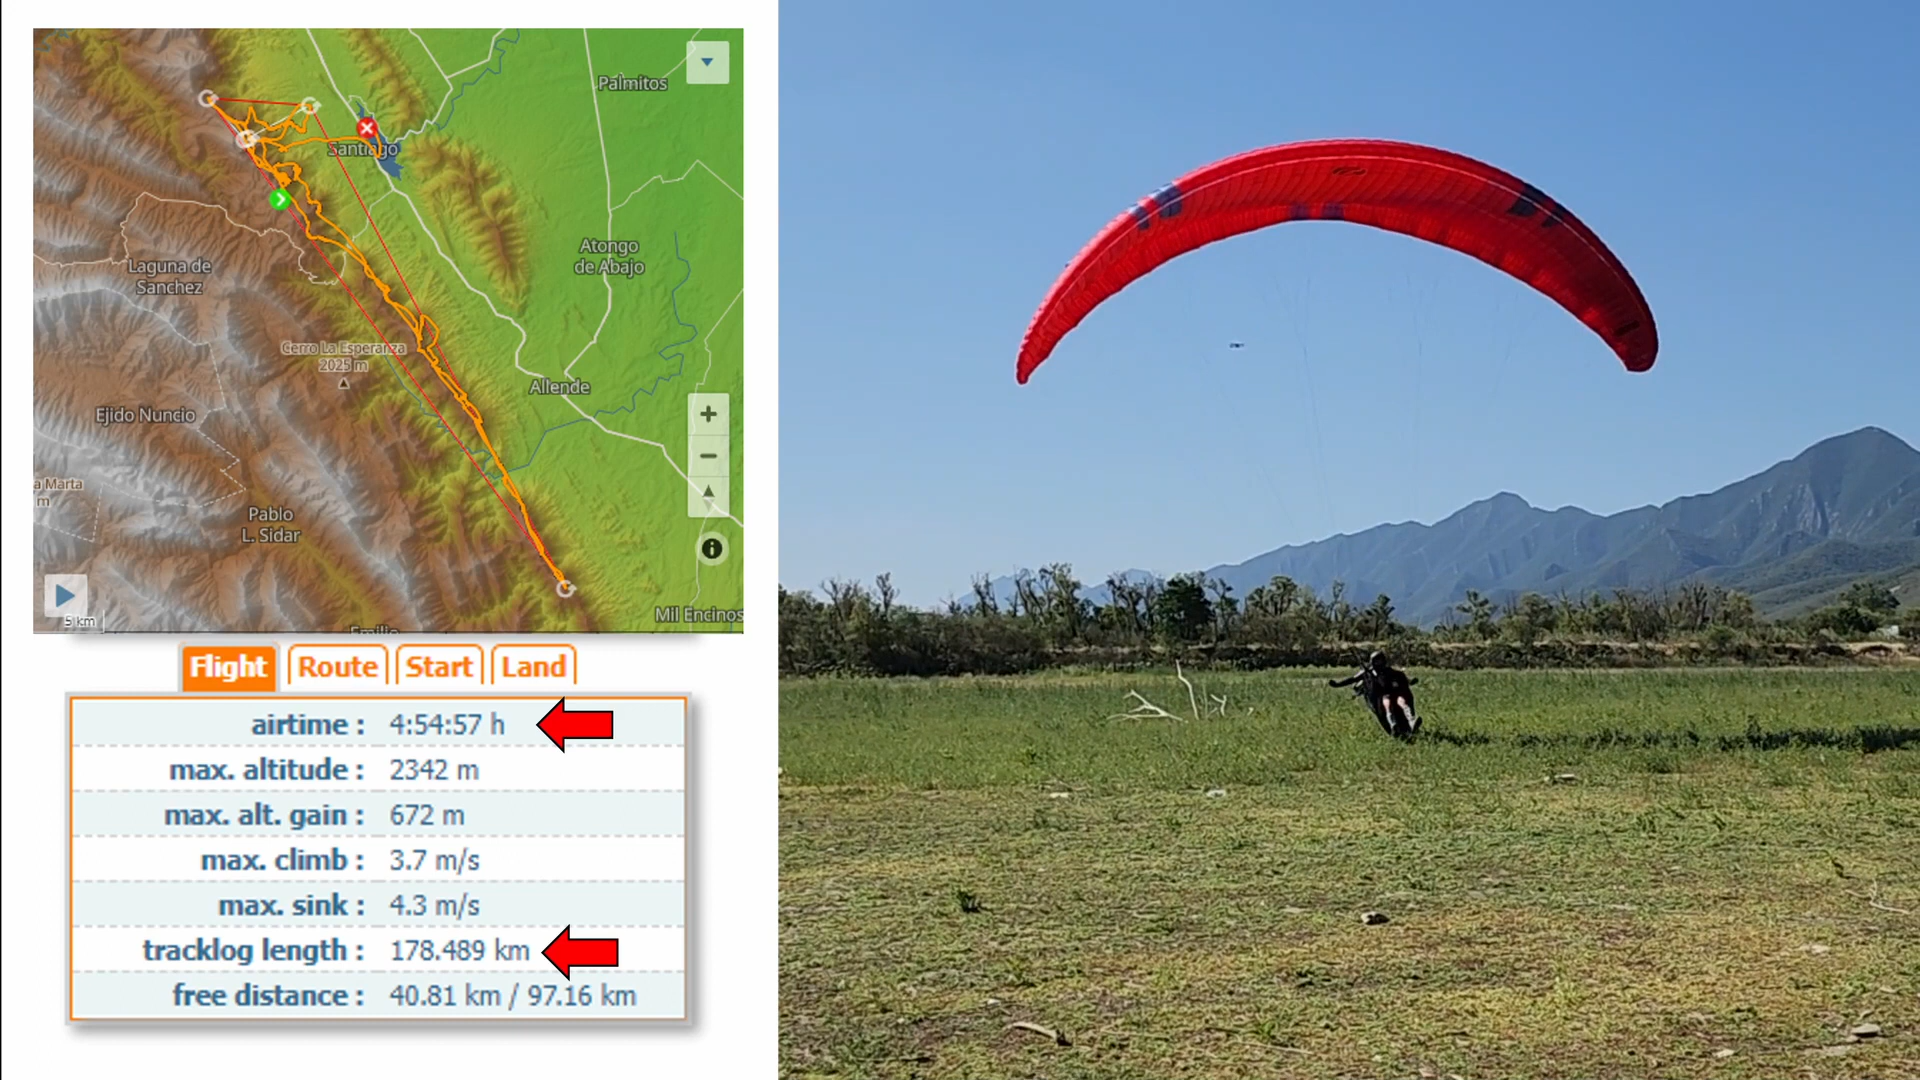 Palmitos
Santiago
Atongo
de Abajo
Laguna de
Sanchez
Cerro La Esperanza
2025 m
Allende
Ejido Nuncio
a Marta
m
Pablo
L. Sidar
Mil Encinos
5 km
Emilio
Flight Route Start Land
airtime : 4:54:57 h
max. altitude : 2342 m
max. alt. gain : 672 m
max. climb : 3.7 m/s
max. sink : 4.3 m/s
tracklog length : 178.489 km
free distance : 40.81 km / 97.16 km